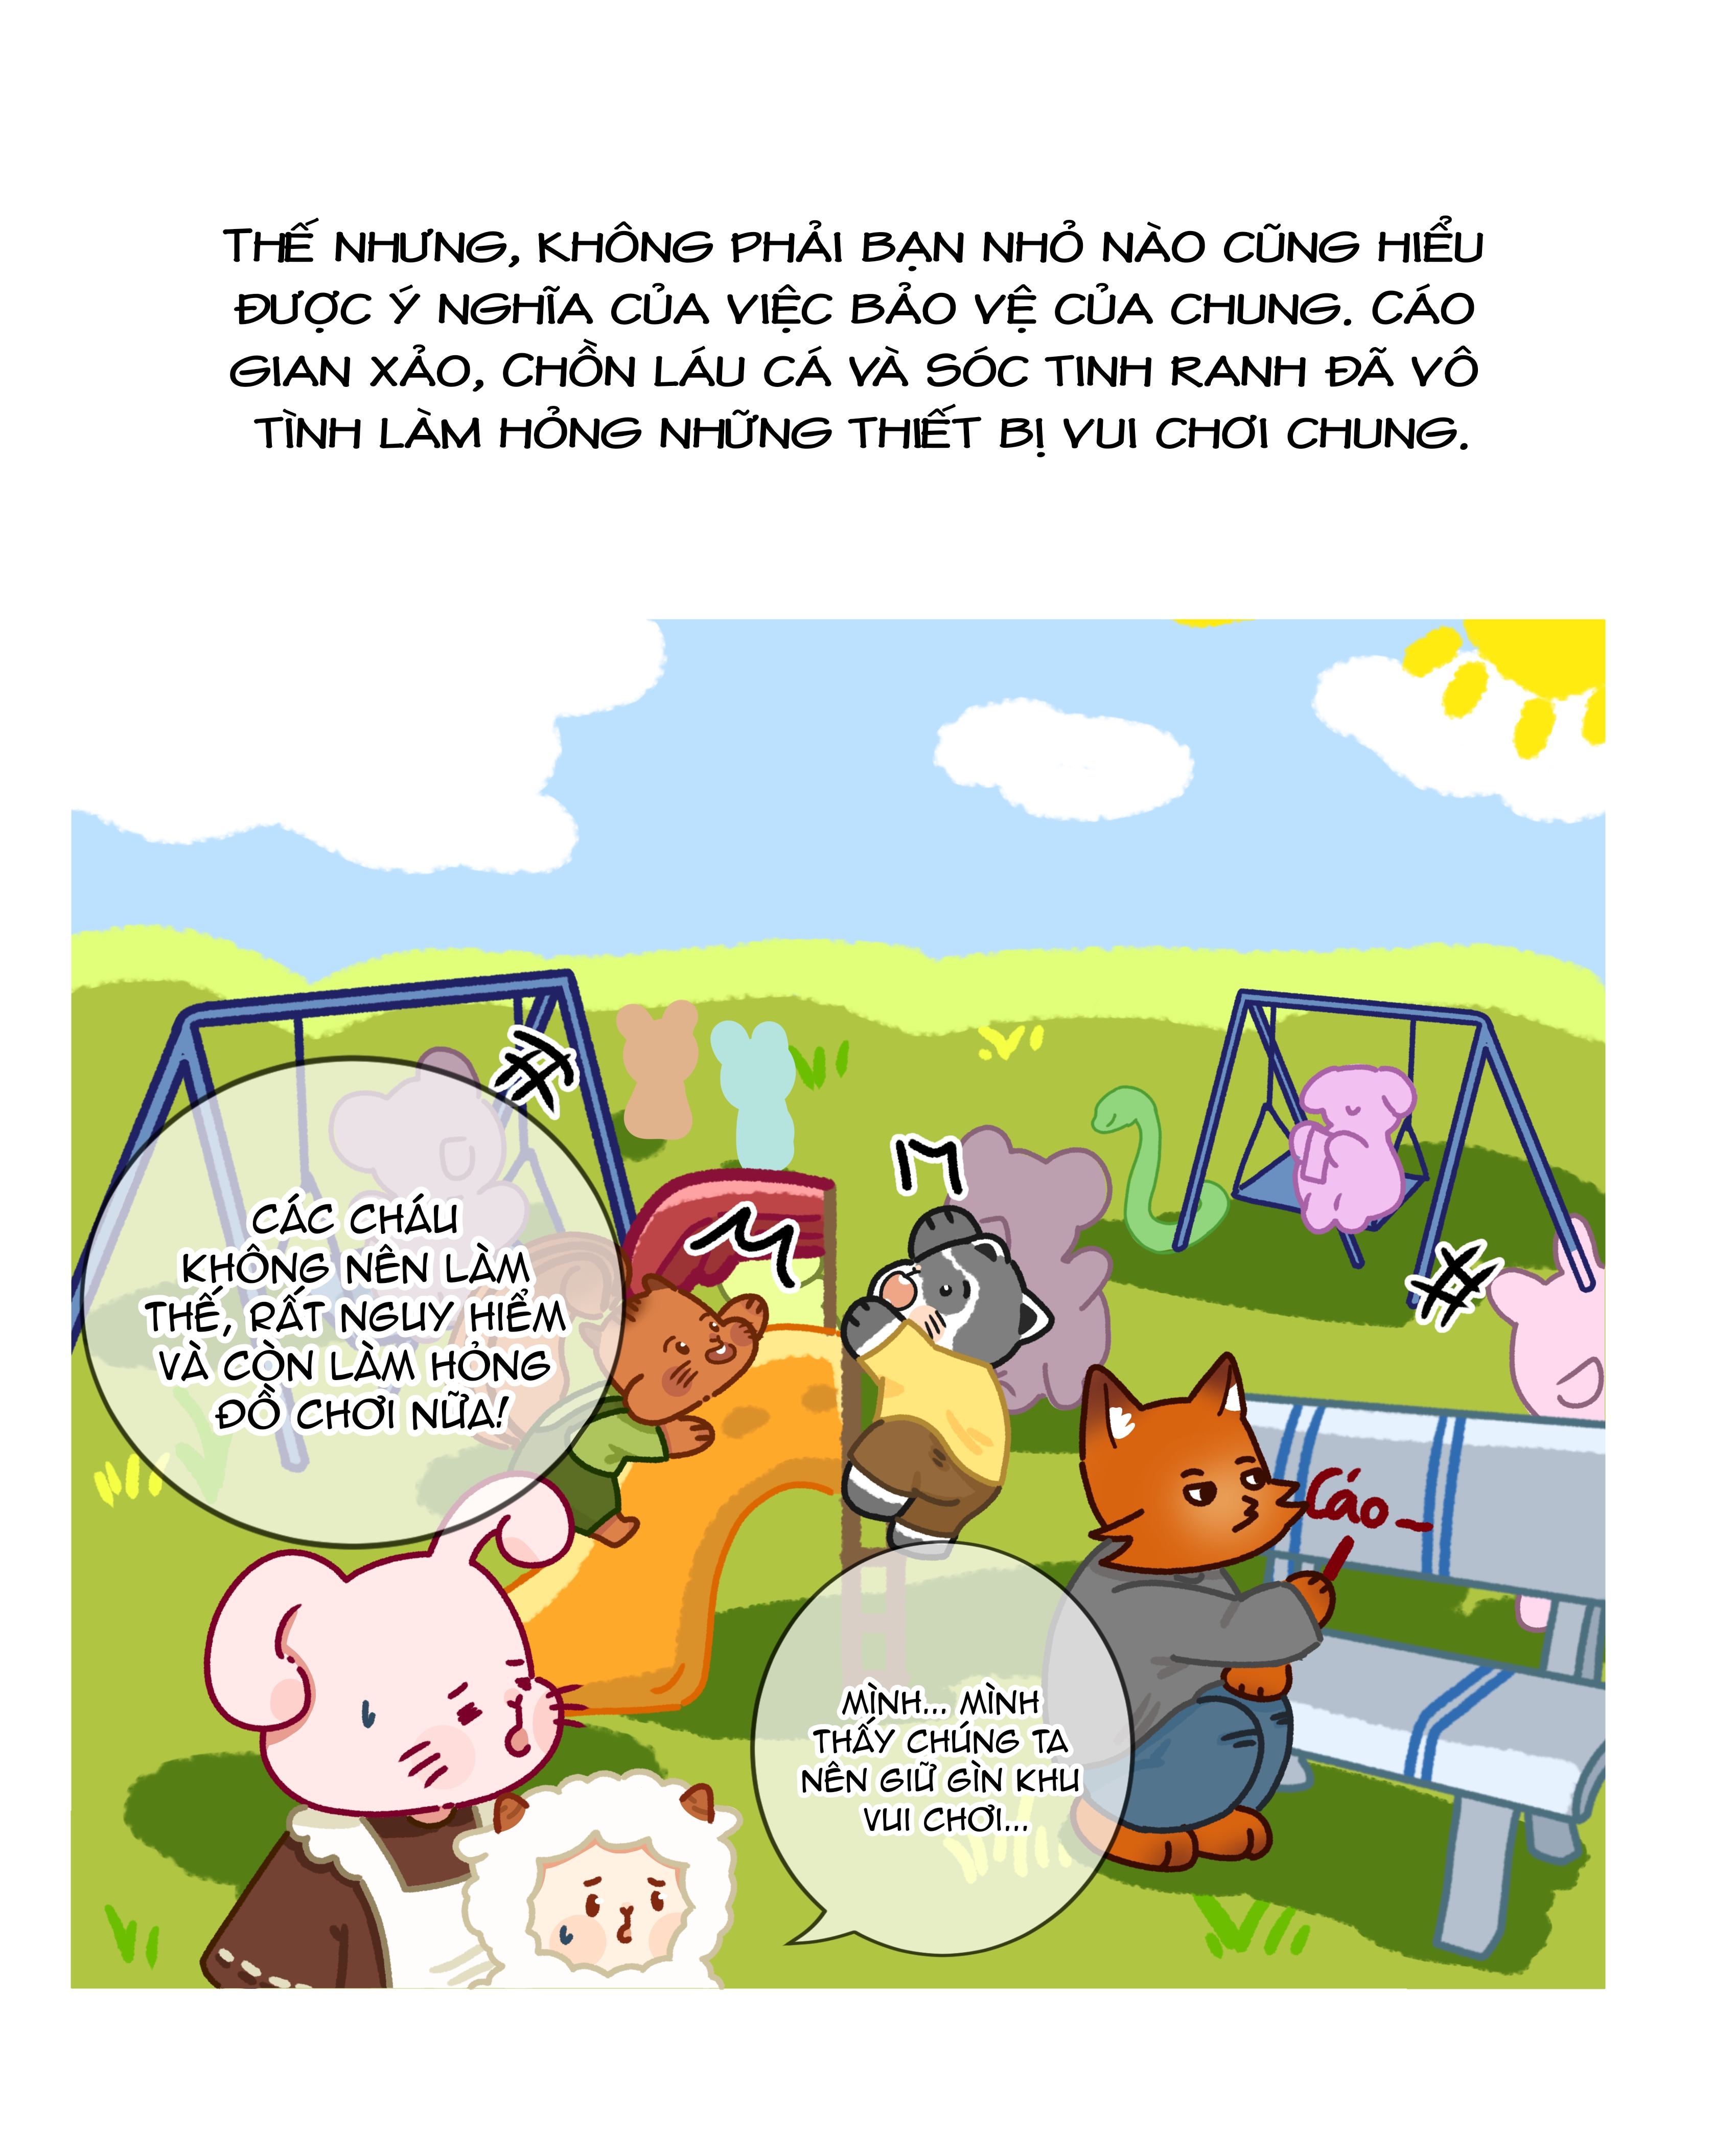 THẾ NHƯNG, KHÔNG PHẢI BẠN NHỎ NÀO CŨNG HIỂU
ĐƯỢC Ý NGHĨA CỦA VIỆC BẢO VỆ CỦA CHUNG. CÁO
GIAN XẢO, CHỒN LÁU CÁ VÀ SÓC TINH RANH ĐÃ VÔ
TÌNH LÀM HỎNG NHỮNG THIẾT BỊ VUI CHƠI CHUNG.
CÁC CHÁU
KHÔNG NÊN LÀM
THẾ, RẤT NGUY HIỂM
VÀ CÒN LÀM HỎNG
ĐỒ CHƠI NỮA!
Cáo
MÌNH... MÌNH
THẤY CHÚNG TA
NÊN GIỮ GÌN KHU
VUI CHƠI...